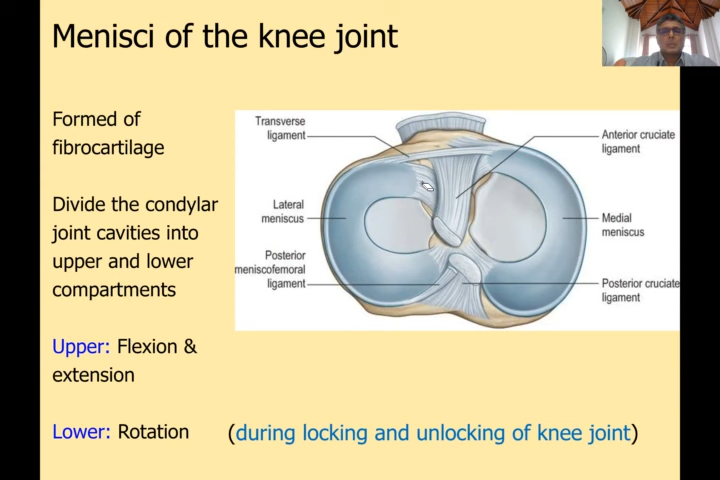 Menisci of the knee joint
Formed of
fibrocartilage
Divide the condylar
joint cavities into
upper and lower
compartments
Upper: Flexion &
extension
Lower: Rotation
(during locking and unlocking of knee joint)
Transverse
ligament
Lateral
meniscus
Posterior
meniscofemoral
ligament
Anterior cruciate
ligament
Medial
meniscus
Posterior cruciate
ligament